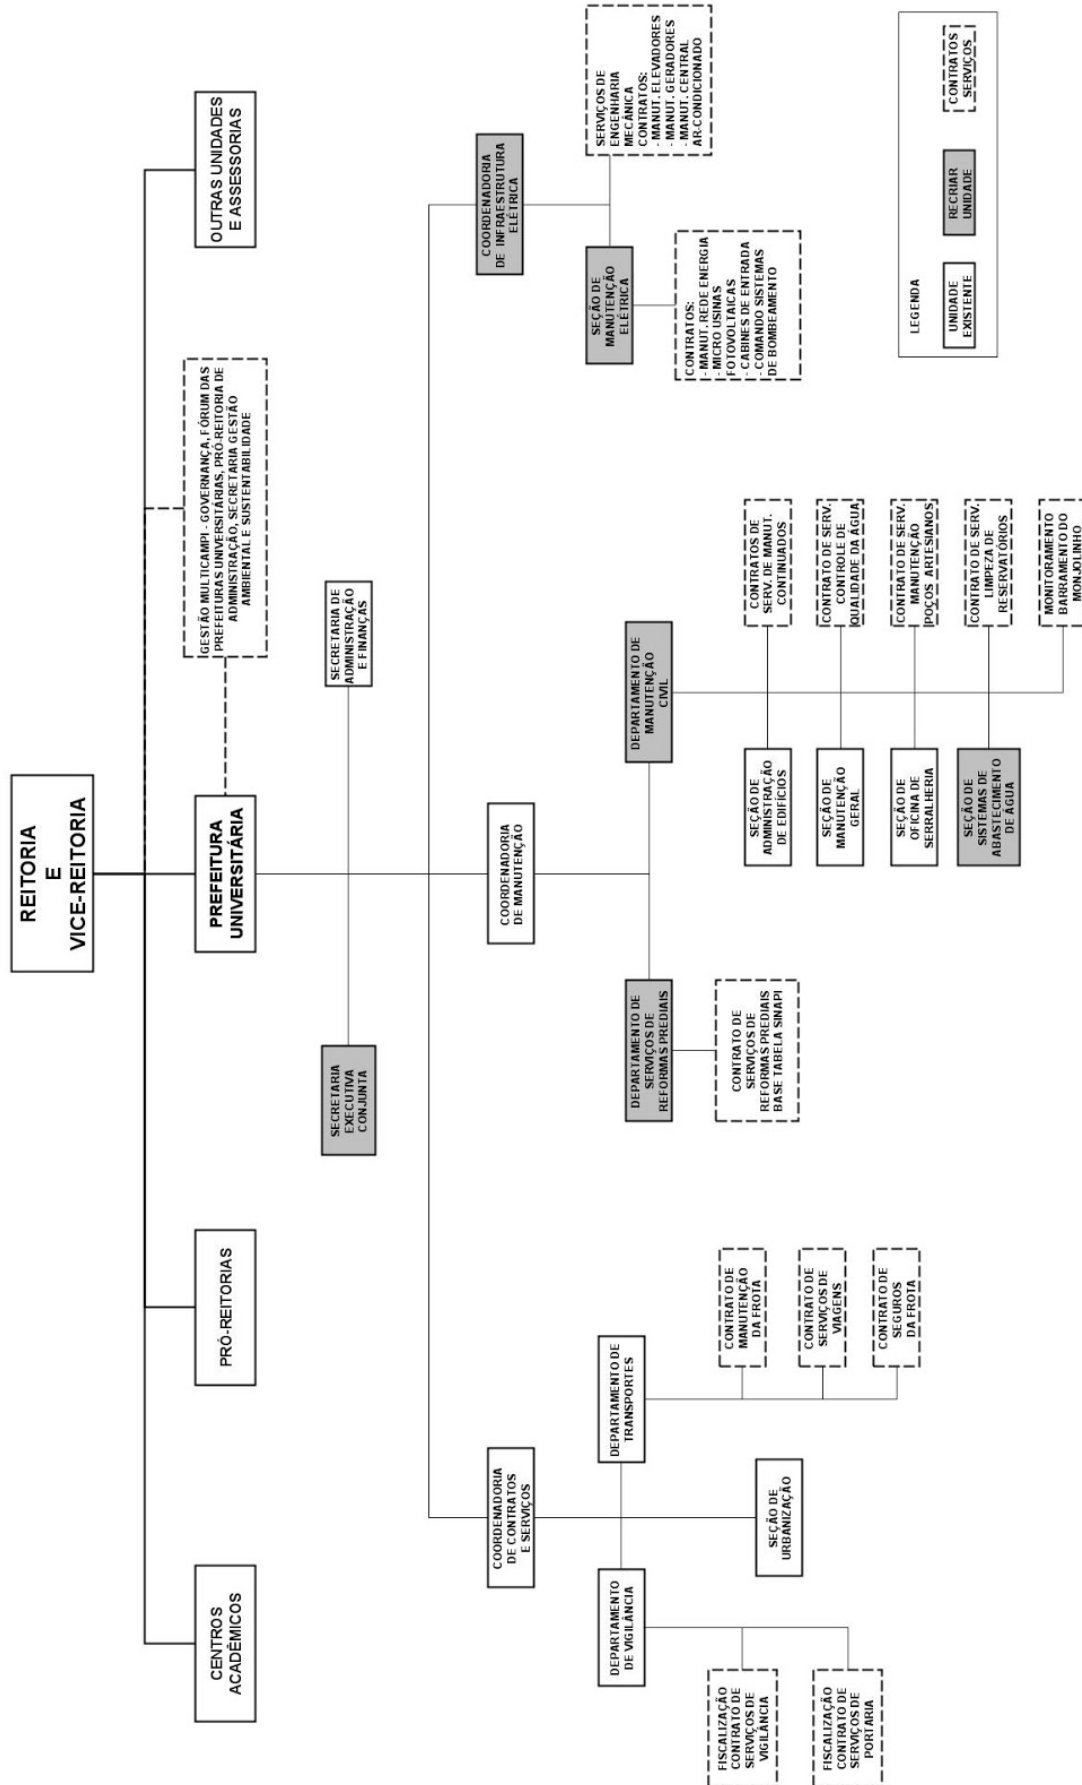 REITORIA
E
VICE-REITORIA
CENTROS
ACADÊMICOS
PRÓ-REITORIAS
PREFEITURA
UNIVERSITÁRIA
OUTRAS UNIDADES
E ASSESSORIAS
GESTÃO MULTICAMPI - GOVERNANÇA, FÓRUM DAS
PREFEITURAS UNIVERSITÁRIAS, PRÓ-REITORIA DE
ADMINISTRAÇÃO, SECRETARIA GESTÃO
AMBIENTAL E SUSTENTABILIDADE
SECRETARIA
EXECUTIVA
CONJUNTA
SECRETARIA DE
ADMINISTRAÇÃO
E FINANÇAS
COORDENADORIA
DE CONTRATOS
E SERVIÇOS
COORDENADORIA
DE MANUTENÇÃO
COORDENADORIA
DE INFRAESTRUTURA
ELÉTRICA
DEPARTAMENTO
DE VIGILÂNCIA
DEPARTAMENTO DE
TRANSPORTES
SEÇÃO DE
URBANIZAÇÃO
FISCALIZAÇÃO
CONTRATO DE
SERVIÇOS DE
VIGILÂNCIA
FISCALIZAÇÃO
CONTRATO DE
SERVIÇOS DE
PORTARIA
CONTRATO DE
MANUTENÇÃO
DA FROTA
CONTRATO DE
SERVIÇOS DE
VIAGENS
CONTRATO DE
SEGUROS
DA FROTA
DEPARTAMENTO DE
SERVIÇOS DE
REFORMAS PREDIAIS
CONTRATO DE
SERVIÇOS DE
REFORMAS PREDIAIS
BASE TABELA SINAPI
DEPARTAMENTO DE
MANUTENÇÃO
CIVIL
SEÇÃO DE
ADMINISTRAÇÃO
DE EDIFÍCIOS
CONTRATOS DE
SERV. DE MANUT.
CONTINUADOS
SEÇÃO DE
MANUTENÇÃO
GERAL
CONTRATO DE SERV.
CONTROLE DE
QUALIDADE DA ÁGUA
SEÇÃO DE
OFICINA DE
SERRALHERIA
CONTRATO DE SERV.
MANUTENÇÃO
POÇOS ARTESIANOS
SEÇÃO DE
SISTEMAS DE
ABASTECIMENTO
DE ÁGUA
CONTRATO DE SERV.
LIMPEZA DE
RESERVATÓRIOS
MONITORAMENTO
BARRAMENTO DO
MONJOLINHO
SEÇÃO DE
MANUTENÇÃO
ELÉTRICA
SERVIÇOS DE
ENGENHARIA
MECÂNICA
CONTRATOS:
- MANUT. ELEVADORES
- MANUT. GERADORES
- MANUT. CENTRAL
AR-CONDICIONADO
CONTRATOS:
- MANUT. REDE ENERGIA
- MICRO USINAS
FOTOVOLTAICAS
- CABINES DE ENTRADA
- COMANDO SISTEMAS
DE BOMBEAMENTO
LEGENDA
UNIDADE
EXISTENTE
RECRIAR
UNIDADE
CONTRATOS
SERVIÇOS